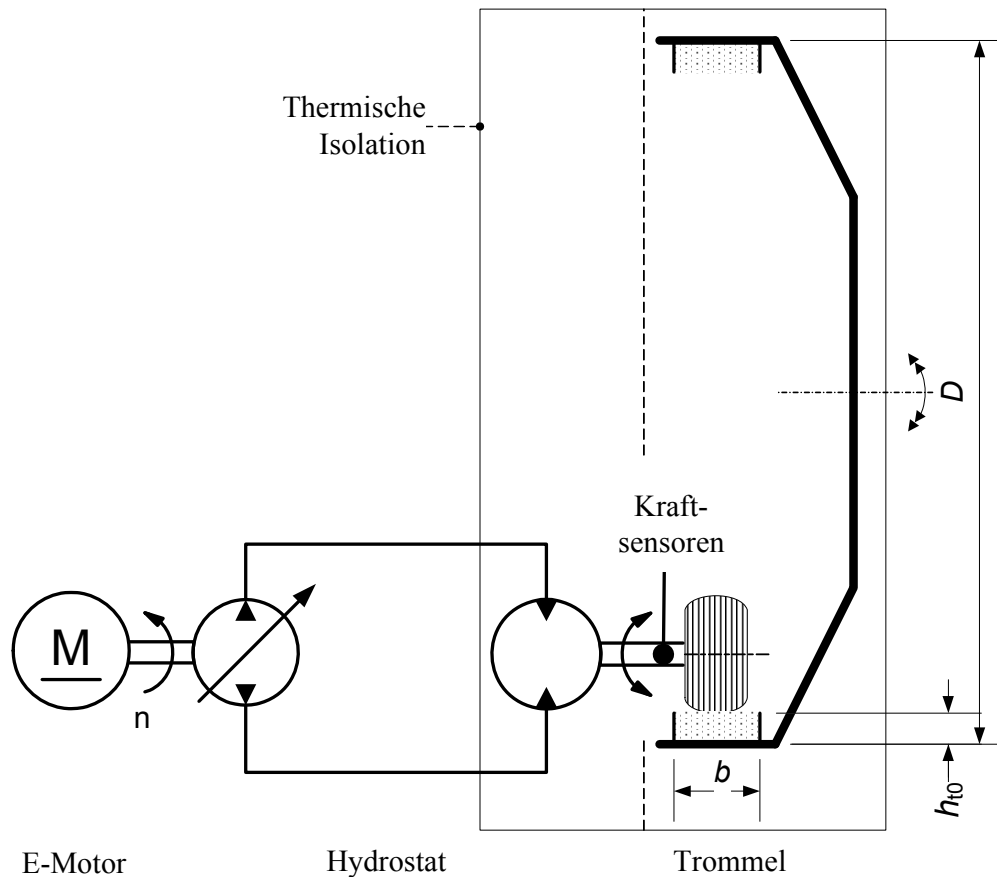 Thermische
Isolation
D
Kraft-
sensoren
M
n
b
ht0
E-Motor
Hydrostat
Trommel